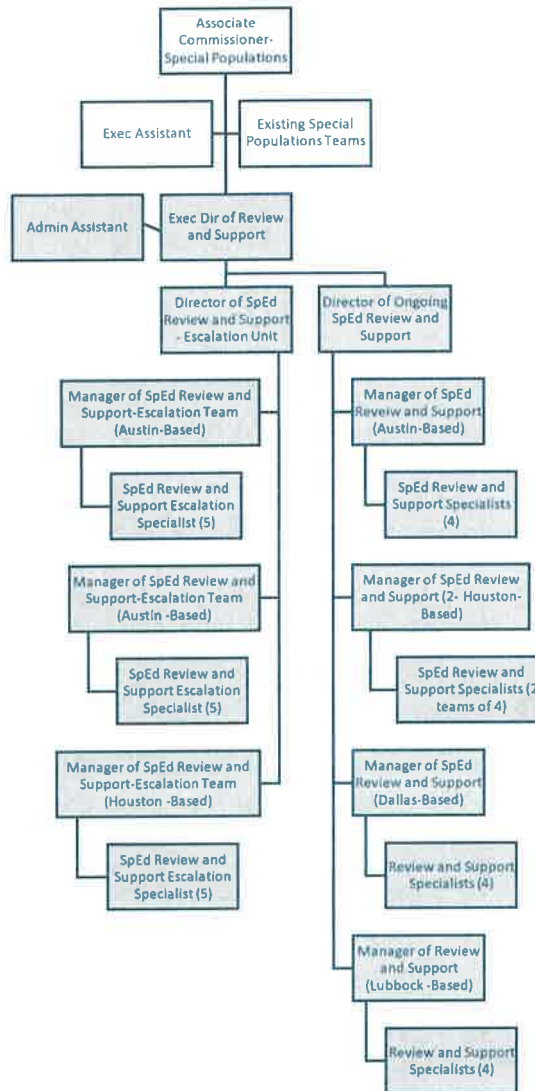 Associate
Commissioner-
Special Populations
Exec Assistant
Existing Special
Populations Teams
Admin Assistant
Exec Dir of Review
and Support
Director of SpEd
Review and Support
- Escalation Unit
Director of Ongoing
SpEd Review and
Support
Manager of SpEd Review and
Support-Escalation Team
(Austin-Based)
SpEd Review and
Support Escalation
Specialist (5)
Manager of SpEd Review and
Support-Escalation Team
(Austin -Based)
SpEd Review and
Support Escalation
Specialist (5)
Manager of SpEd Review and
Support-Escalation Team
(Houston -Based)
SpEd Review and
Support Escalation
Specialist (5)
Manager of SpEd
Reveiw and Support
(Austin-Based)
SpEd Review and
Support Specialists
(4)
Manager of SpEd Review
and Support (2- Houston-
Based)
SpEd Review and
Support Specialists (2
teams of 4)
Manager of SpEd
Review and Support
(Dallas-Based)
Review and Support
Specialists (4)
Manager of Review
and Support
(Lubbock -Based)
Review and Support
Specialists (4)